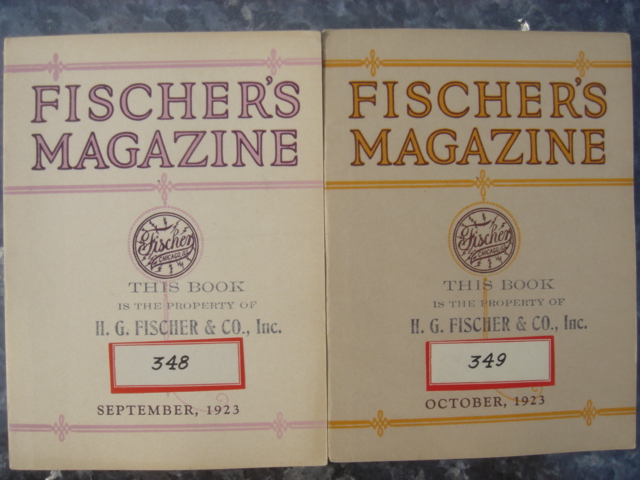 FISCHER'S
MAGAZINE
Fischer
CHICAGO
THIS BOOK
IS THE PROPERTY OF
H. G. FISCHER & CO., Inc.
348
SEPTEMBER, 1923
FISCHER'S
MAGAZINE
Fischer
CHICAGO
THIS BOOK
IS THE PROPERTY OF
H. G. FISCHER & CO., Inc.
349
OCTOBER, 1923